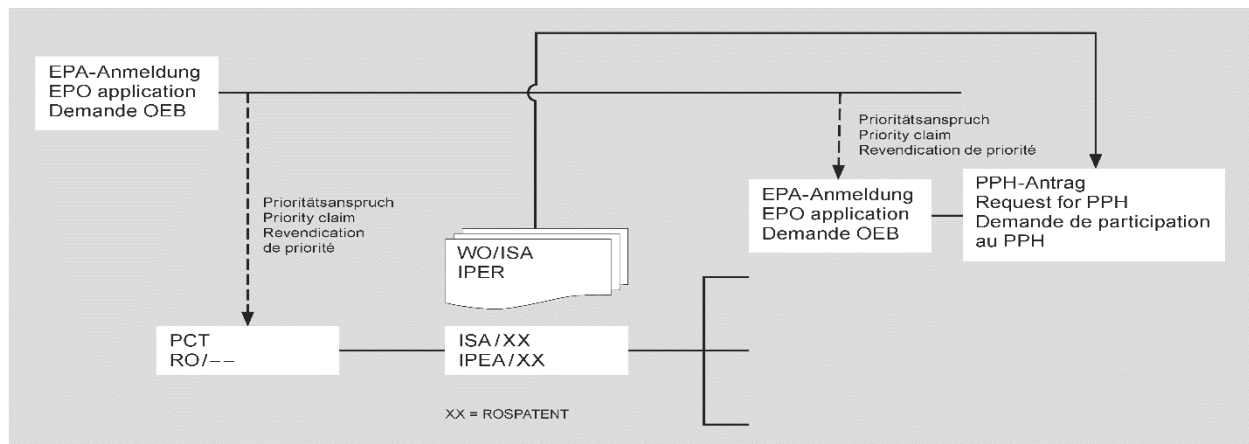 EPA-Anmeldung
EPO application
Demande OEB
Prioritätsanspruch
Priority claim
Revendication de priorité
EPA-Anmeldung
EPO application
Demande OEB
PPH-Antrag
Request for PPH
Demande de participation
au PPH
Prioritätsanspruch
Priority claim
Revendication
de priorité
WO/ISA
IPER
PCT
RO/––
ISA/XX
IPEA/XX
XX = ROSPATENT